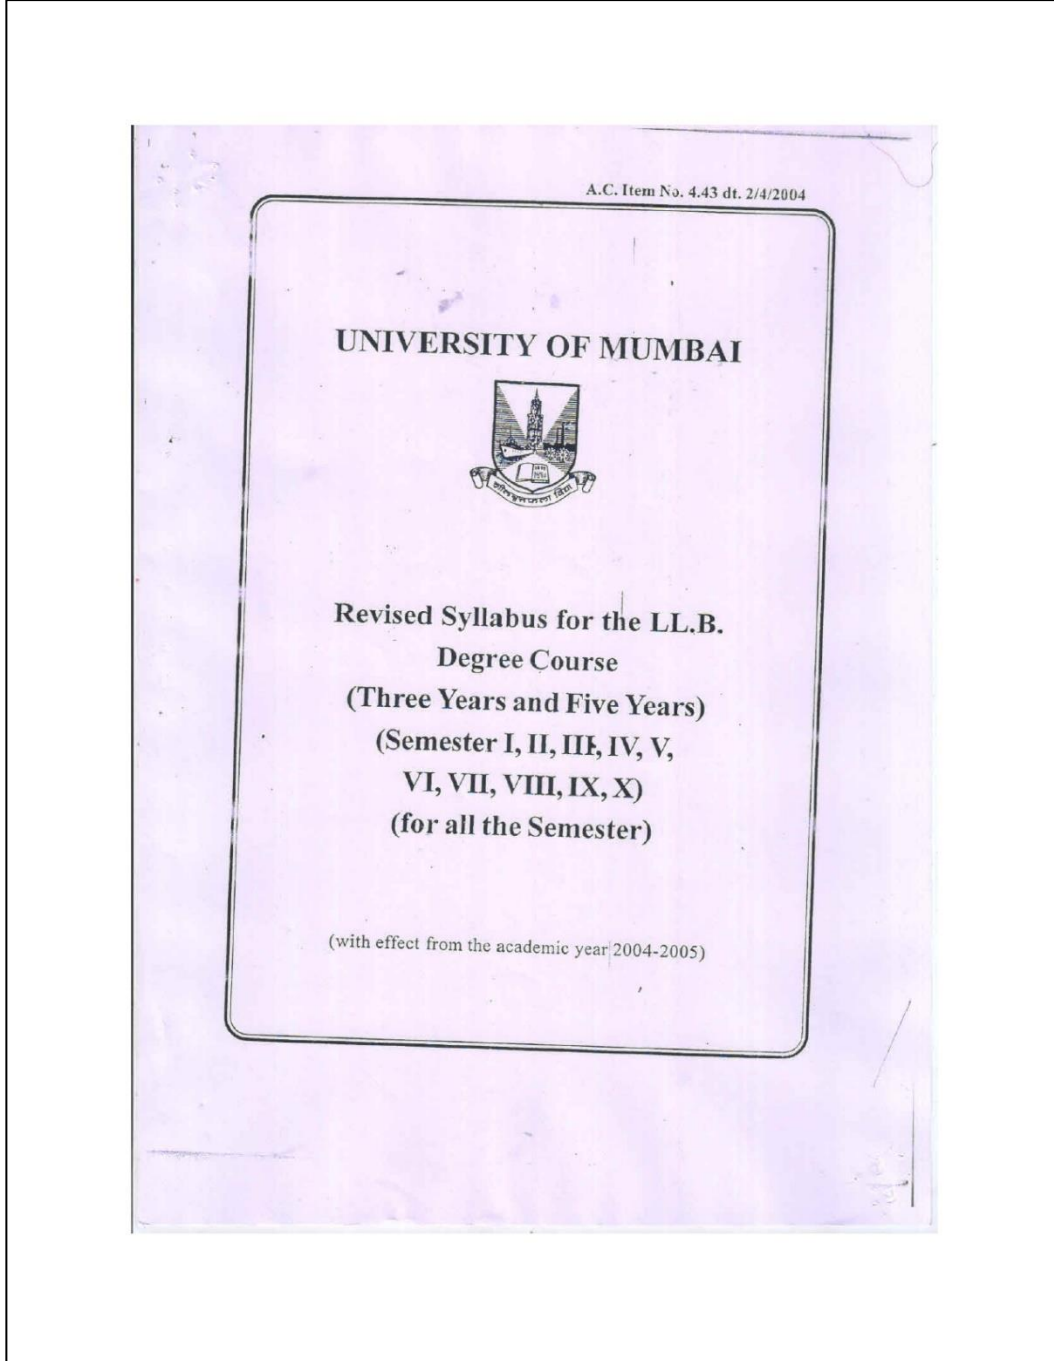 A.C. Item No. 4.43 dt. 2/4/2004
UNIVERSITY OF MUMBAI
Revised Syllabus for the LL.B.
Degree Course
(Three Years and Five Years)
(Semester I, II, III, IV, V,
VI, VII, VIII, IX, X)
(for all the Semester)
(with effect from the academic year 2004-2005)